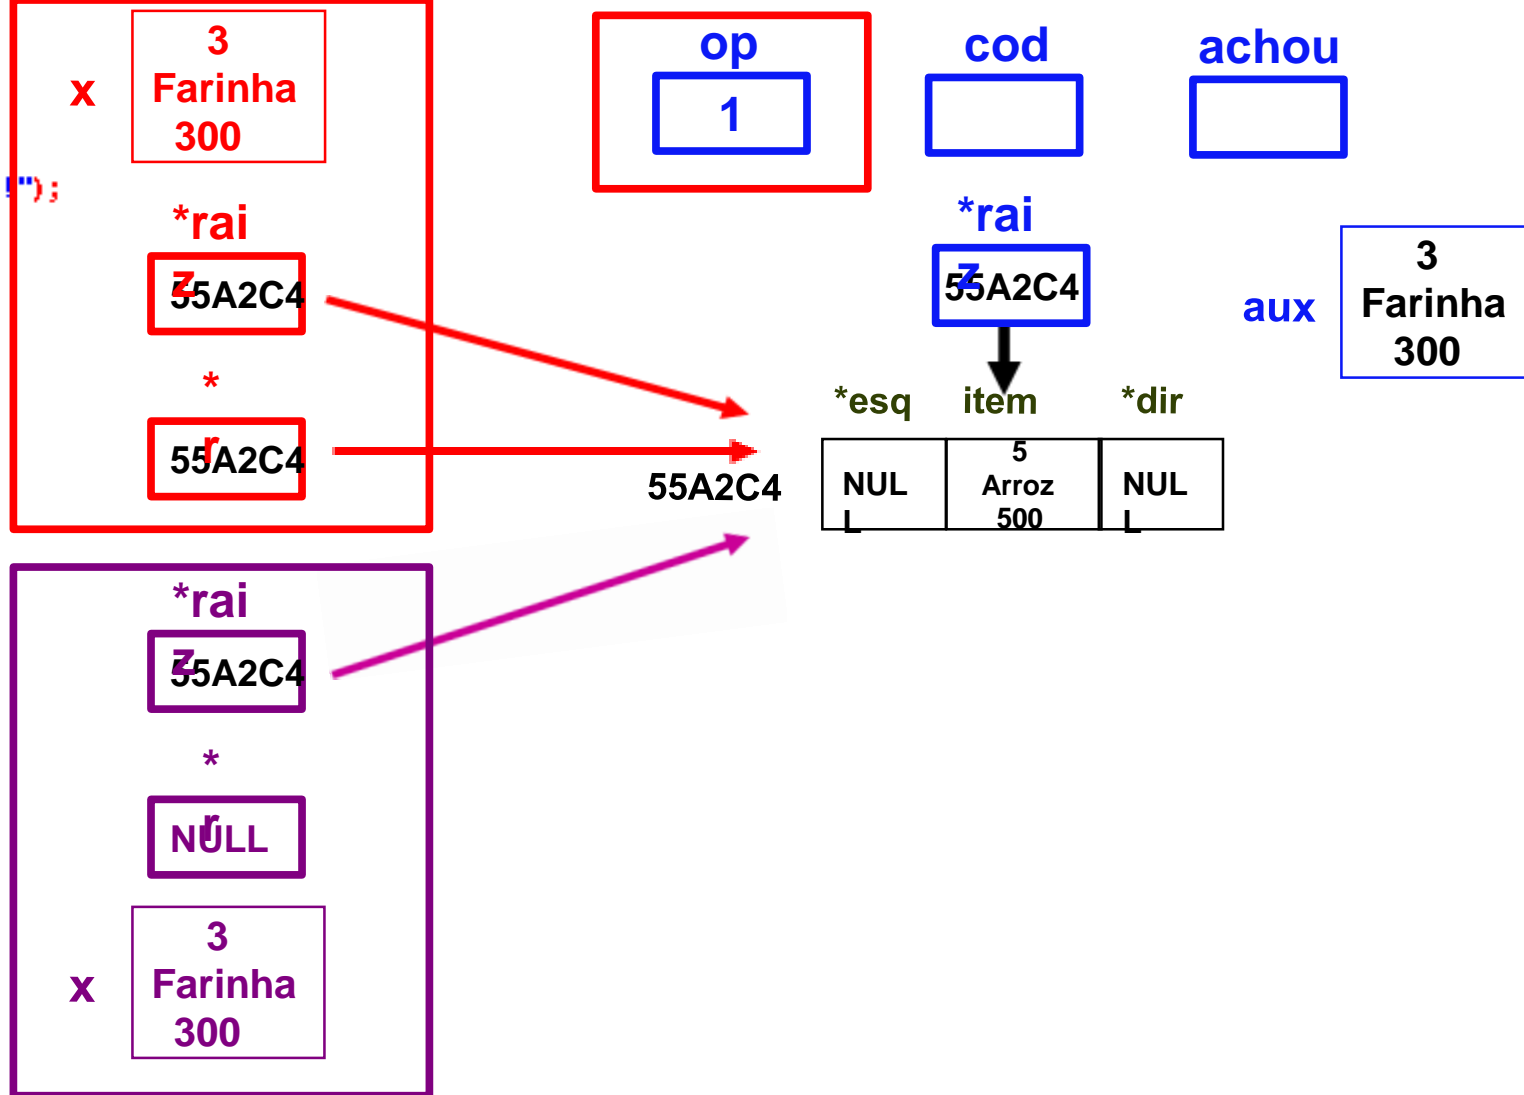 x
3
Farinha
300
!");
*rai
z
55A2C4
*
r
55A2C4
op
1
cod
achou
*rai
z
55A2C4
aux
3
Farinha
300
*esq item *dir
55A2C4
NUL
L
5
Arroz
500
NUL
L
*rai
z
55A2C4
*
r
NULL
x
3
Farinha
300